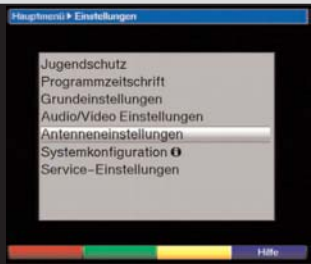 Hauptmenü ▶ Einstellungen
Jugendschutz
Programmzeitschrift
Grundeinstellungen
Audio/Video Einstellungen
Antenneneinstellungen
Systemkonfiguration ℹ
Service-Einstellungen
Hilfe